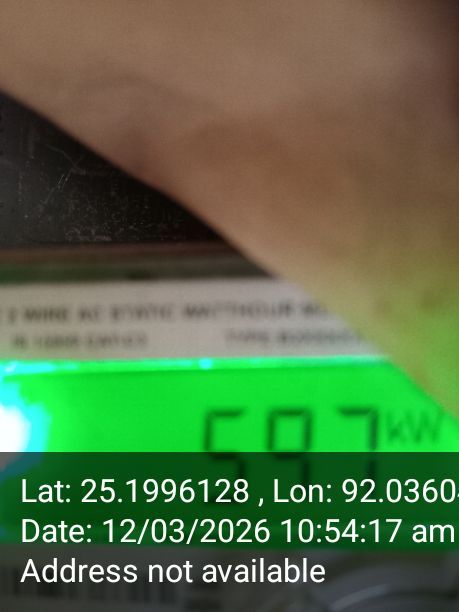 2 WIRE AC STATIC WATTHOUR
TYPE
597 kW
Lat: 25.1996128 , Lon: 92.0360
Date: 12/03/2026 10:54:17 am
Address not available